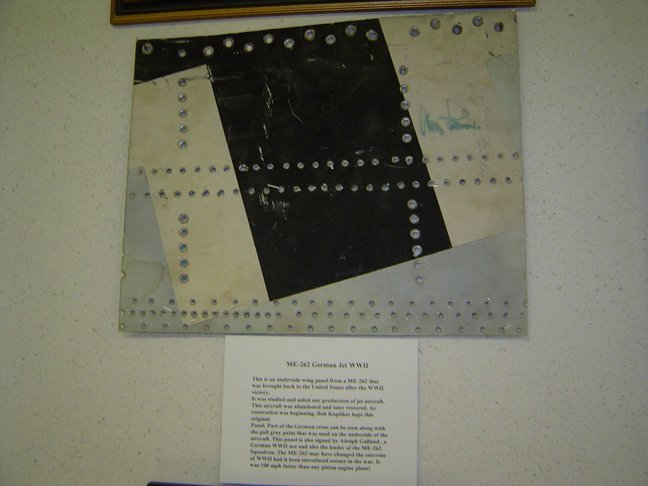 ME-262 German Jet WWII
This is an underside wing panel from a ME-262 that
was brought back to the United States after the WWII
victory.
It was studied and aided our production of jet aircraft.
This aircraft was abandoned and later restored. As
restoration was beginning, Bob Kopitzke kept this
original
Panel. Part of the German cross can be seen along with
the gull gray paint that was used on the underside of the
aircraft. This panel is also signed by Adolph Galland , a
German WWII ace and also the leader of the ME-262
Squadron. The ME-262 may have changed the outcome
of WWII had it been introduced sooner in the war. It
was 100 mph faster than any piston engine plane!